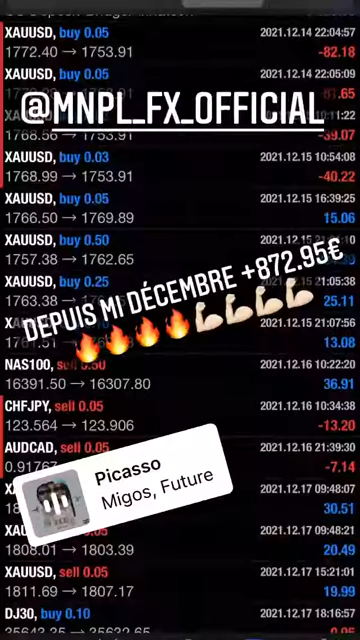 XAUUSD, buy 0.05 2021.12.14 22:04:57
1772.40 → 1753.91 -82.18
XAUUSD, buy 0.05 2021.12.14 22:05:09
@MNPL_FX_OFFICIAL
1768.56 → 1753.91 -39.07
XAUUSD, buy 0.03 2021.12.15 10:54:08
1768.99 → 1753.91 -40.22
XAUUSD, buy 0.05 2021.12.15 16:39:25
1766.50 → 1769.89 15.06
XAUUSD, buy 0.50
1757.38 → 1762.65
XAUUSD, buy 0.25 21:05:38
1763.38 25.11
DEPUIS MI DÉCEMBRE +872.95€
🔥🔥🔥🔥💪🏻💪🏻💪🏻💪🏻
2021.12.15 21:07:56
13.08
NAS100, sell 2021.12.16 10:22:20
16391.50 → 16307.80 36.91
CHFJPY, sell 0.05 2021.12.16 10:34:38
123.564 → 123.906 -13.20
AUDCAD, sell 0.05 2021.12.16 21:39:30
0.91767 -7.14
Picasso
Migos, Future
2021.12.17 09:48:07
30.51
2021.12.17 09:48:21
1808.01 → 1803.39 20.49
XAUUSD, sell 0.05 2021.12.17 15:21:01
1811.69 → 1807.17 19.99
DJ30, buy 0.10 2021.12.17 18:16:57